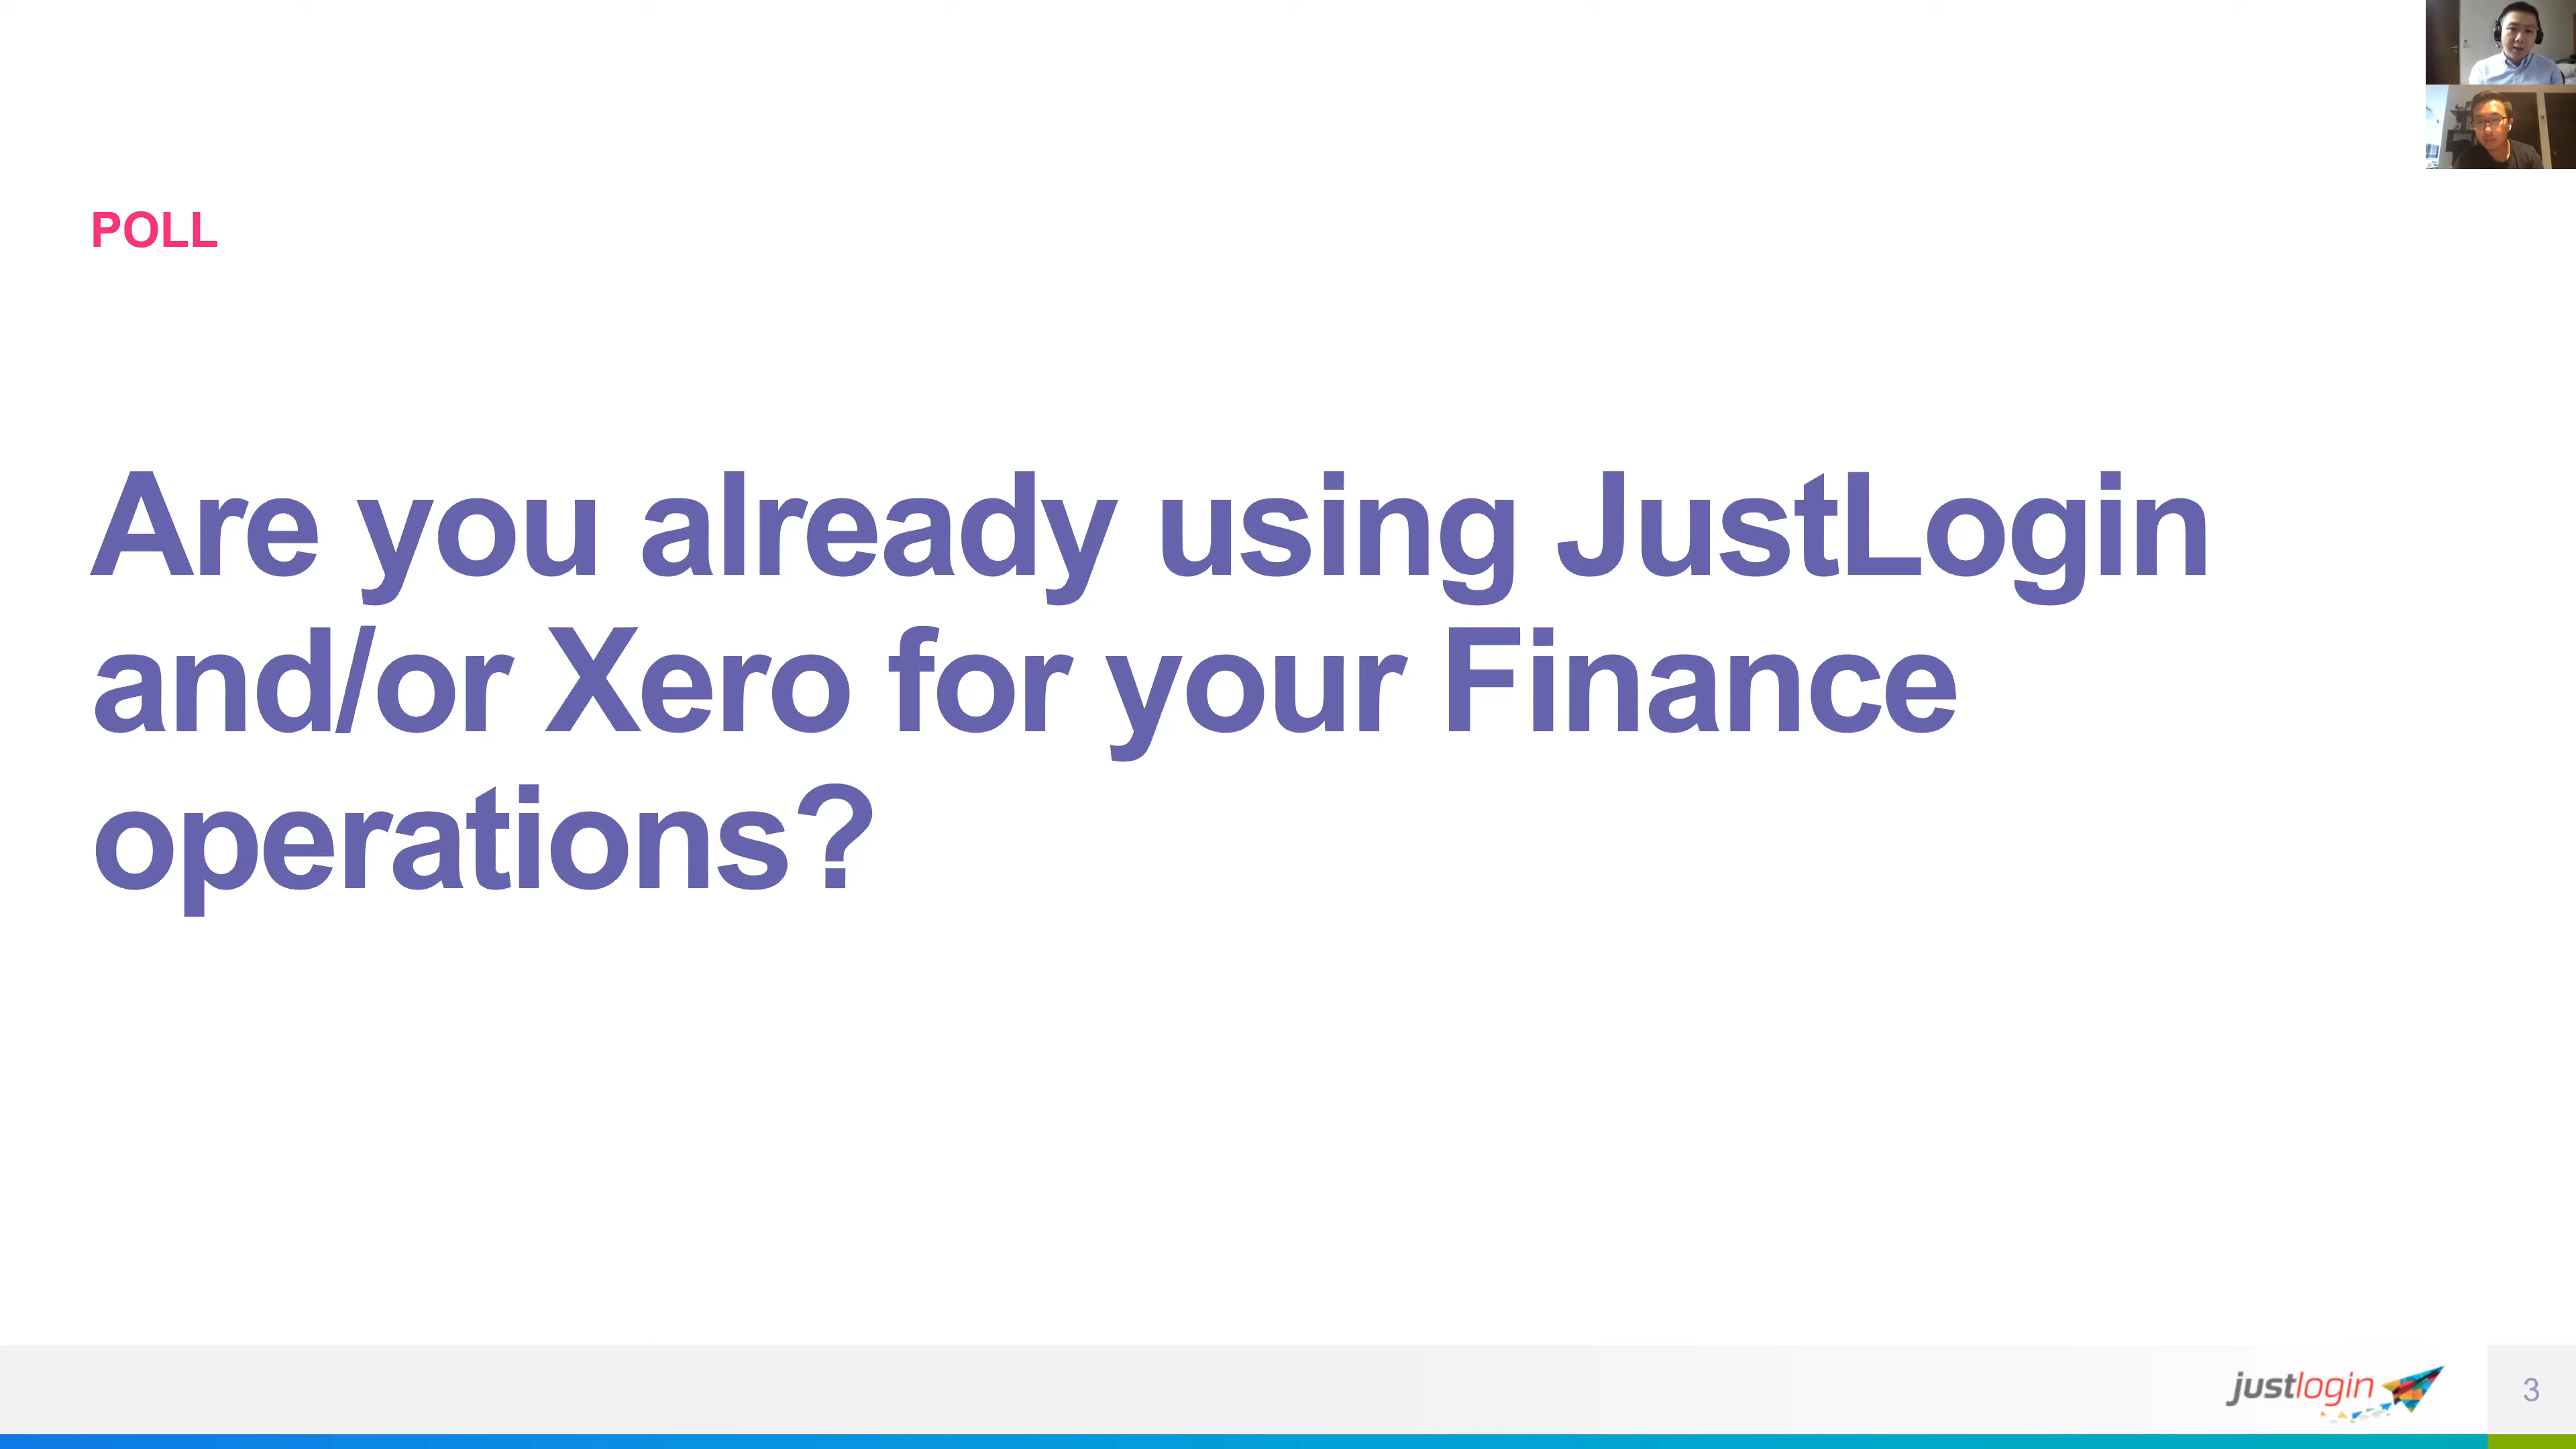 POLL
Are you already using JustLogin
and/or Xero for your Finance
operations?
justlogin
3